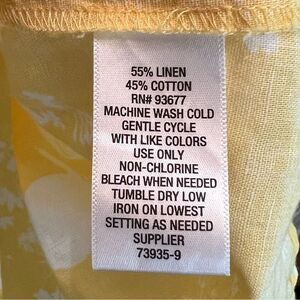 55% LINEN
45% COTTON
RN# 93677
MACHINE WASH COLD
GENTLE CYCLE
WITH LIKE COLORS
USE ONLY
NON-CHLORINE
BLEACH WHEN NEEDED
TUMBLE DRY LOW
IRON ON LOWEST
SETTING AS NEEDED
SUPPLIER
73935-9